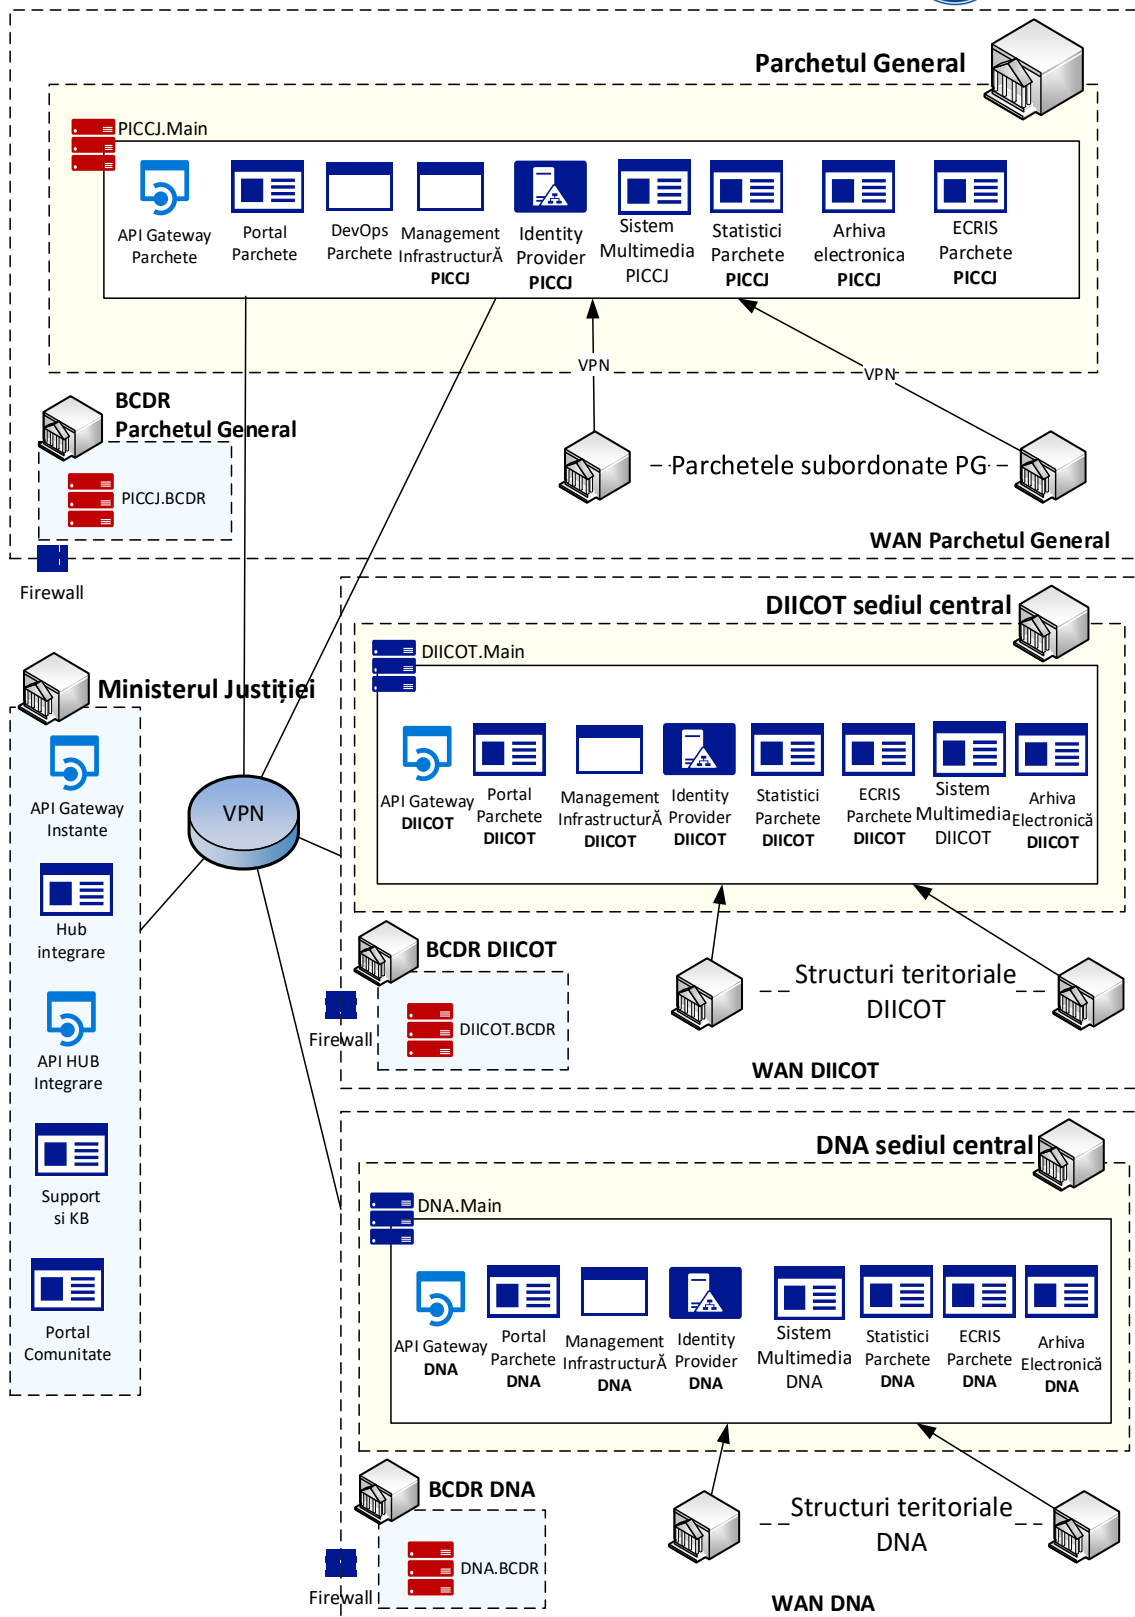 Parchetul General
PICCJ.Main
API Gateway
Parchete
Portal
Parchete
DevOps
Parchete
Management
InfrastructurĂ
PICCJ
Identity
Provider
PICCJ
Sistem
Multimedia
PICCJ
Statistici
Parchete
PICCJ
Arhiva
electronica
PICCJ
ECRIS
Parchete
PICCJ
VPN
VPN
BCDR
Parchetul General
PICCJ.BCDR
Parchetele subordonate PG
WAN Parchetul General
Firewall
DIICOT sediul central
DIICOT.Main
Ministerul Justiției
API Gateway
Instante
Hub
integrare
API HUB
Integrare
Support
si KB
Portal
Comunitate
VPN
API Gateway
DIICOT
Portal
Parchete
DIICOT
Management
InfrastructurĂ
DIICOT
Identity
Provider
DIICOT
Statistici
Parchete
DIICOT
ECRIS
Parchete
DIICOT
Sistem
Multimedia
DIICOT
Arhiva
Electronică
DIICOT
BCDR DIICOT
DIICOT.BCDR
Firewall
Structuri teritoriale
DIICOT
WAN DIICOT
DNA sediul central
DNA.Main
API Gateway
DNA
Portal
Parchete
DNA
Management
InfrastructurĂ
DNA
Identity
Provider
DNA
Sistem
Multimedia
DNA
Statistici
Parchete
DNA
ECRIS
Parchete
DNA
Arhiva
Electronică
DNA
BCDR DNA
DNA.BCDR
Firewall
Structuri teritoriale
DNA
WAN DNA